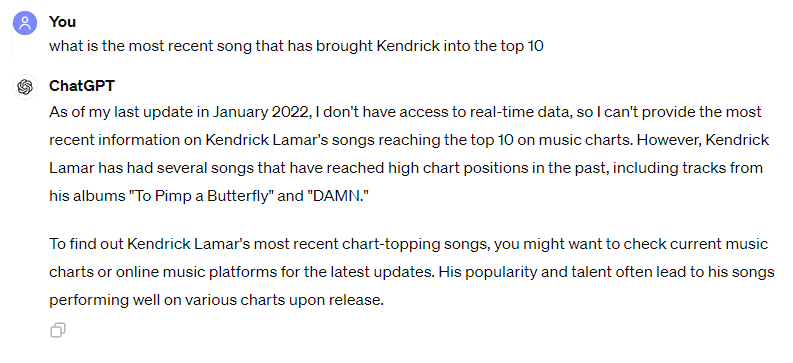 You
what is the most recent song that has brought Kendrick into the top 10
ChatGPT
As of my last update in January 2022, I don't have access to real-time data, so I can't provide the most
recent information on Kendrick Lamar's songs reaching the top 10 on music charts. However, Kendrick
Lamar has had several songs that have reached high chart positions in the past, including tracks from
his albums "To Pimp a Butterfly" and "DAMN."
To find out Kendrick Lamar's most recent chart-topping songs, you might want to check current music
charts or online music platforms for the latest updates. His popularity and talent often lead to his songs
performing well on various charts upon release.